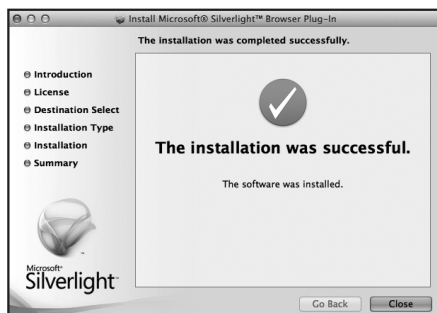 Install Microsoft® Silverlight™ Browser Plug-In
The installation was completed successfully.
Introduction
License
Destination Select
Installation Type
Installation
Summary
The installation was successful.
The software was installed.
Microsoft®
Silverlight™
Go Back
Close